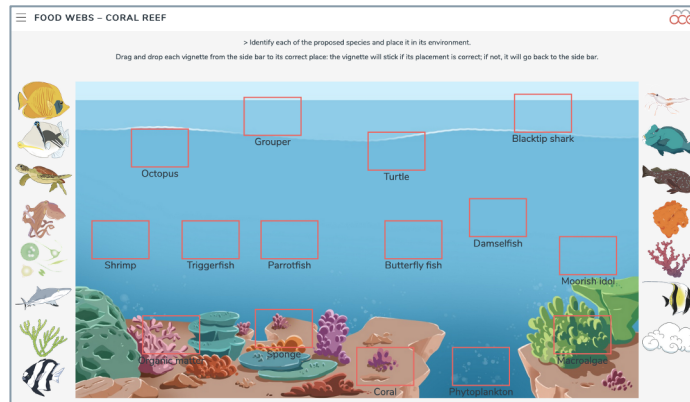 FOOD WEBS – CORAL REEF
> Identify each of the proposed species and place it in its environment.
Drag and drop each vignette from the side bar to its correct place: the vignette will stick if its placement is correct; if not, it will go back to the side bar.
Grouper
Blacktip shark
Octopus
Turtle
Damselfish
Shrimp
Triggerfish
Parrotfish
Butterfly fish
Moorish idol
Organic matter
Sponge
Macroalgae
Coral
Phytoplankton